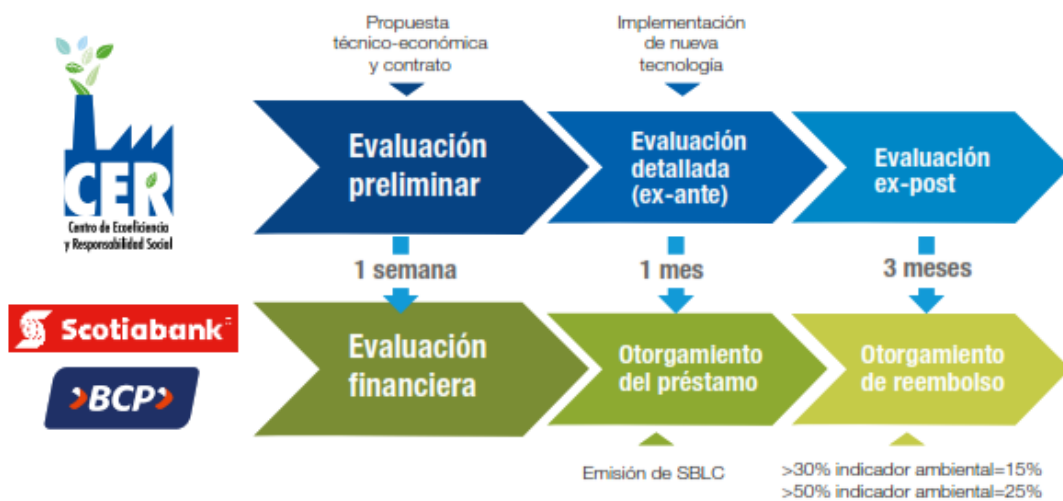 Propuesta
técnico-económica
y contrato
Implementación
de nueva
tecnología
CER
Centro de Ecoeficiencia
y Responsabilidad Social
Evaluación
preliminar
Evaluación
detallada
(ex-ante)
Evaluación
ex-post
1 semana
1 mes
3 meses
Scotiabank
BCP
Evaluación
financiera
Otorgamiento
del préstamo
Otorgamiento
de reembolso
Emisión de SBLC
>30% indicador ambiental=15%
>50% indicador ambiental=25%